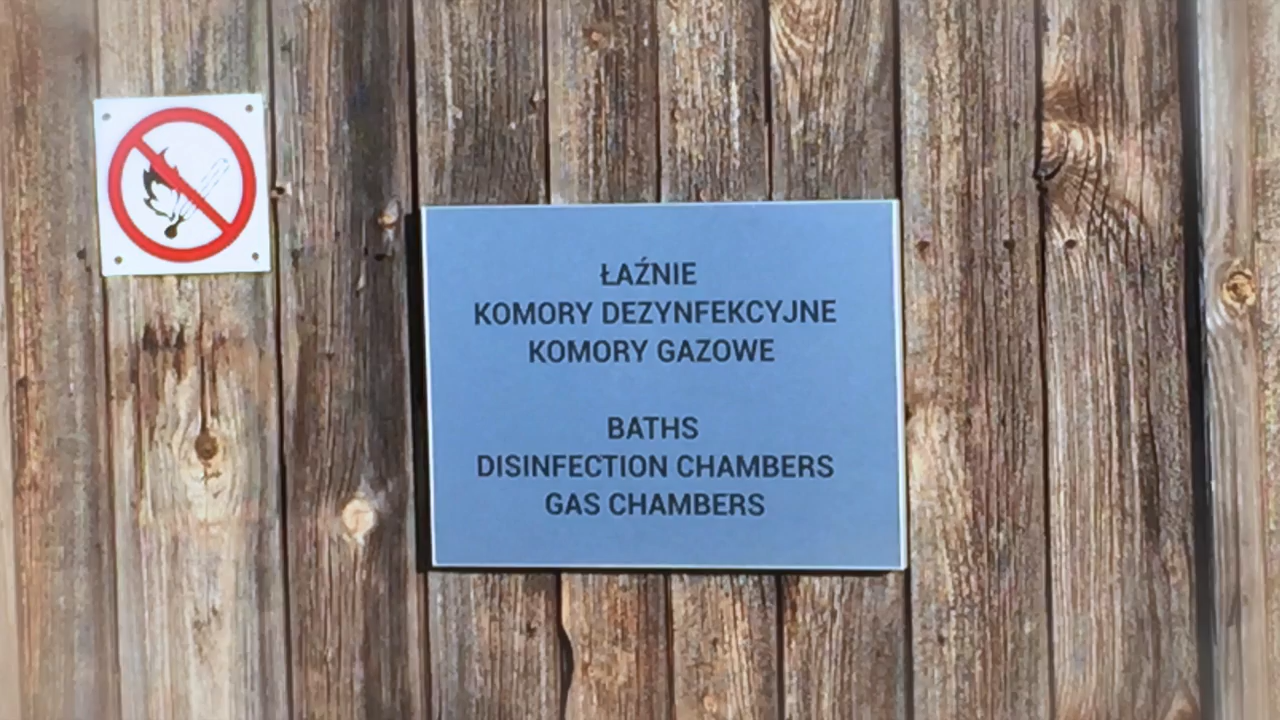 ŁAŹNIE
KOMORY DEZYNFEKCYJNE
KOMORY GAZOWE
BATHS
DISINFECTION CHAMBERS
GAS CHAMBERS